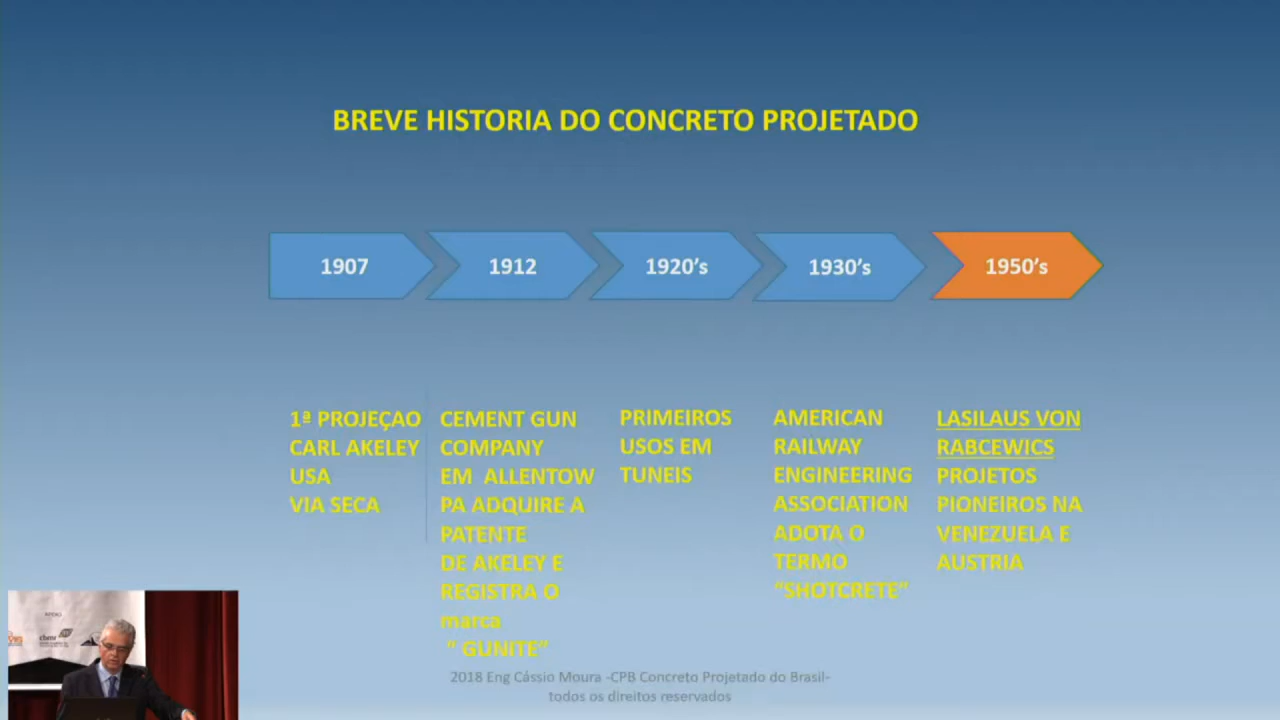 BREVE HISTORIA DO CONCRETO PROJETADO
1907
1912
1920's
1930's
1950's
1ª PROJEÇAO
CARL AKELEY
USA
VIA SECA
CEMENT GUN
COMPANY
EM ALLENTOW
PA ADQUIRE A
PATENTE
DE AKELEY E
REGISTRA O
marca
" GUNITE"
PRIMEIROS
USOS EM
TUNEIS
AMERICAN
RAILWAY
ENGINEERING
ASSOCIATION
ADOTA O
TERMO
"SHOTCRETE"
LASILAUS VON
RABCEWICS
PROJETOS
PIONEIROS NA
VENEZUELA E
AUSTRIA
2018 Eng Cássio Moura -CPB Concreto Projetado do Brasil-
todos os direitos reservados